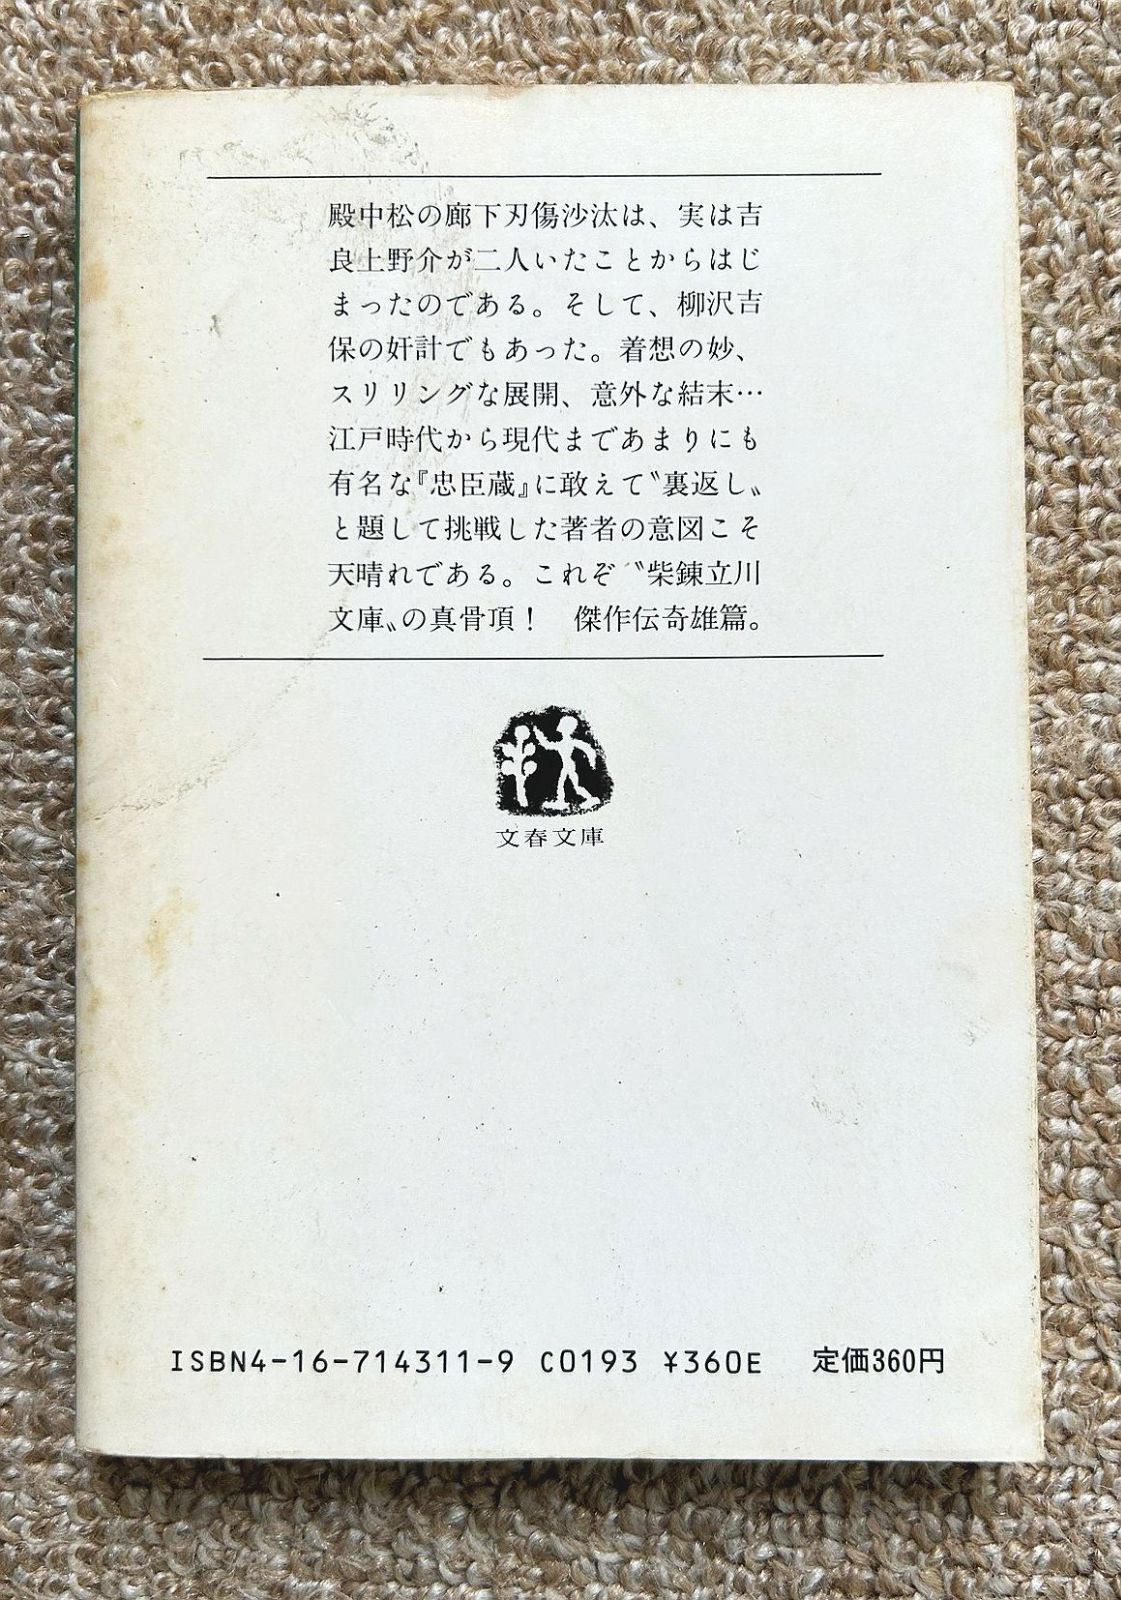 殿中松の廊下刃傷沙汰は、実は吉
良上野介が二人いたことからはじ
まったのである。そして、柳沢吉
保の奸計でもあった。着想の妙、
スリリングな展開、意外な結末…
江戸時代から現代まであまりにも
有名な『忠臣蔵』に敢えて〝裏返し〟
と題して挑戦した著者の意図こそ
天晴れである。これぞ〝柴錬立川
文庫〟の真骨頂！　傑作伝奇雄篇。
文春文庫
ISBN4-16-714311-9 C0193 ¥360E 定価360円